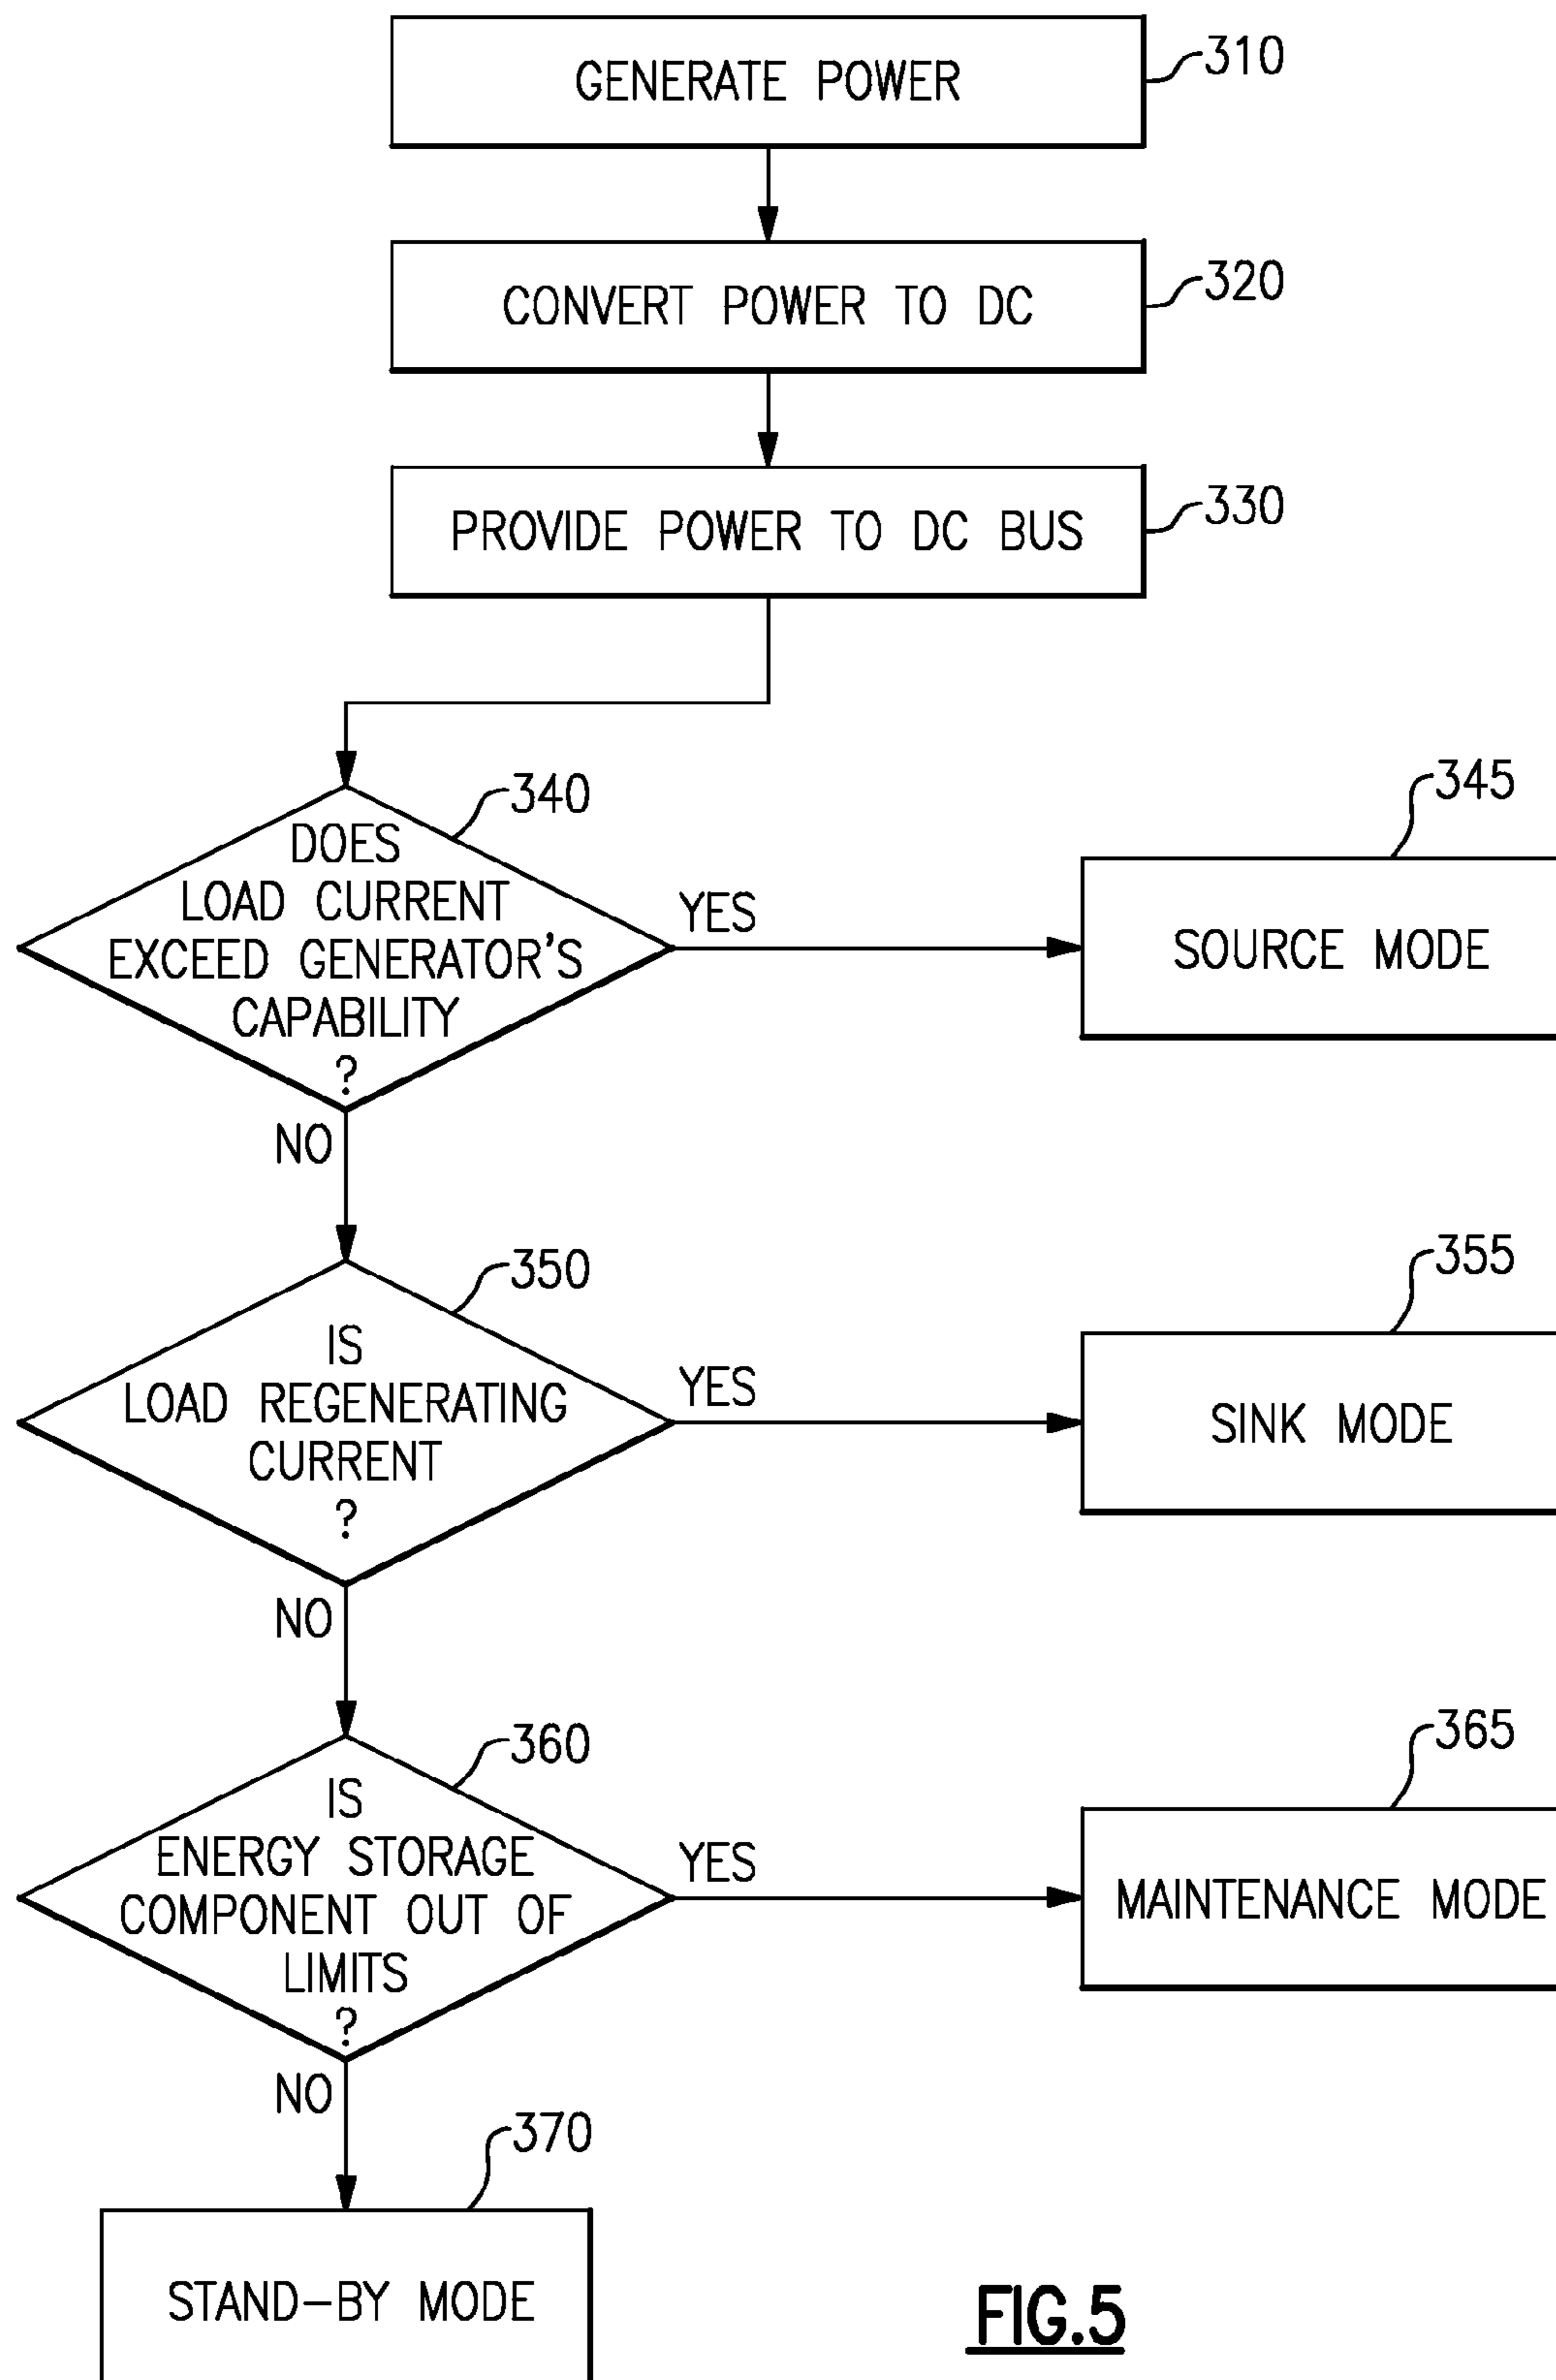 GENERATE POWER
310
CONVERT POWER TO DC
320
PROVIDE POWER TO DC BUS
330
340
DOES
LOAD CURRENT
EXCEED GENERATOR'S
CAPABILITY
?
YES
345
SOURCE MODE
NO
350
IS
LOAD REGENERATING
CURRENT
?
YES
355
SINK MODE
NO
360
IS
ENERGY STORAGE
COMPONENT OUT OF
LIMITS
?
YES
365
MAINTENANCE MODE
NO
370
STAND-BY MODE
FIG.5